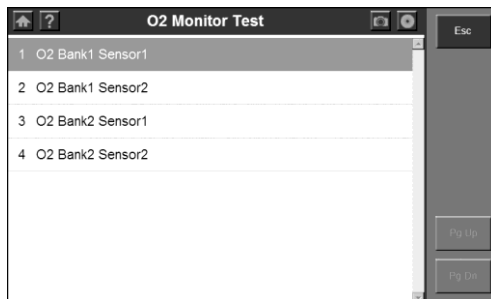 ?
O2 Monitor Test
Esc
1 O2 Bank1 Sensor1
2 O2 Bank1 Sensor2
3 O2 Bank2 Sensor1
4 O2 Bank2 Sensor2
Pg Up
Pg Dn